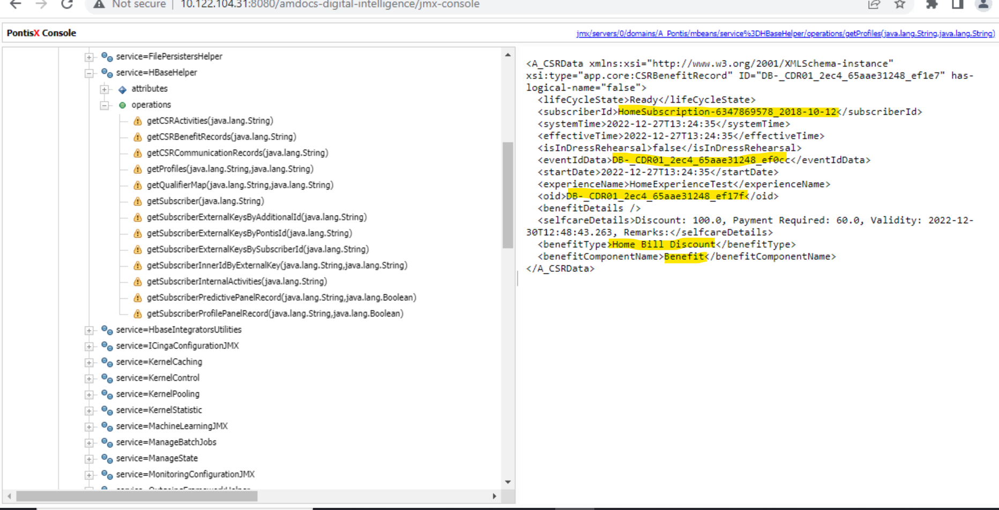 Not secure | 10.122.104.31:8080/amdocs-digital-intelligence/jmx-console
PontisX Console
jmx/servers/0/domains/A_Pontis/mbeans/service%3DHBaseHelper/operations/getProfiles(java.lang.String,java.lang.String)
service=FilePersistersHelper
service=HBaseHelper
attributes
operations
getCSRActivities(java.lang.String)
getCSRBenefitRecords(java.lang.String)
getCSRCommunicationRecords(java.lang.String)
getProfiles(java.lang.String,java.lang.String)
getQualifierMap(java.lang.String,java.lang.String)
getSubscriber(java.lang.String)
getSubscriberExternalKeysByAdditionalId(java.lang.String)
getSubscriberExternalKeysByPontisId(java.lang.String)
getSubscriberExternalKeysBySubscriberId(java.lang.String)
getSubscriberInnerIdByExternalKey(java.lang.String,java.lang.String)
getSubscriberInternalActivities(java.lang.String)
getSubscriberPredictivePanelRecord(java.lang.String,java.lang.Boolean)
getSubscriberProfilePanelRecord(java.lang.String,java.lang.Boolean)
service=HbaseIntegratorsUtilities
service=ICingaConfigurationJMX
service=KernelCaching
service=KernelControl
service=KernelPooling
service=KernelStatistic
service=MachineLearningJMX
service=ManageBatchJobs
service=ManageState
service=MonitoringConfigurationJMX
service=OutgoingFrameworkHelper
<A_CSRData xmlns:xsi="http://www.w3.org/2001/XMLSchema-instance"
xsi:type="app.core:CSRBenefitRecord" ID="DB-_CDR01_2ec4_65aae31248_ef1e7" has-
logical-name="false">
<lifeCycleState>Ready</lifeCycleState>
<subscriberId>HomeSubscription-6347869578_2018-10-12</subscriberId>
<systemTime>2022-12-27T13:24:35</systemTime>
<effectiveTime>2022-12-27T13:24:35</effectiveTime>
<isInDressRehearsal>false</isInDressRehearsal>
<eventIdData>DB-_CDR01_2ec4_65aae31248_ef0cc</eventIdData>
<startDate>2022-12-27T13:24:35</startDate>
<experienceName>HomeExperienceTest</experienceName>
<oid>DB-_CDR01_2ec4_65aae31248_ef17f</oid>
<benefitDetails />
<selfcareDetails>Discount: 100.0, Payment Required: 60.0, Validity: 2022-12-
30T12:48:43.263, Remarks:</selfcareDetails>
<benefitType>Home Bill Discount</benefitType>
<benefitComponentName>Benefit</benefitComponentName>
</A_CSRData>